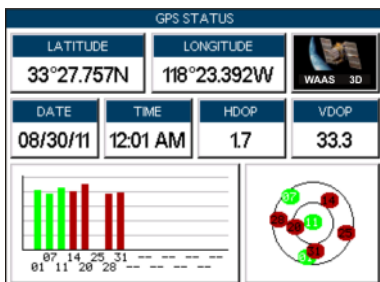 GPS STATUS
LATITUDE LONGITUDE
33°27.757N 118°23.392W WAAS 3D
DATE TIME HDOP VDOP
08/30/11 12:01 AM 1.7 33.3
07 14 25 31 -- -- -- --
01 11 20 28 -- -- -- --
07 14
28 20 11 25
31